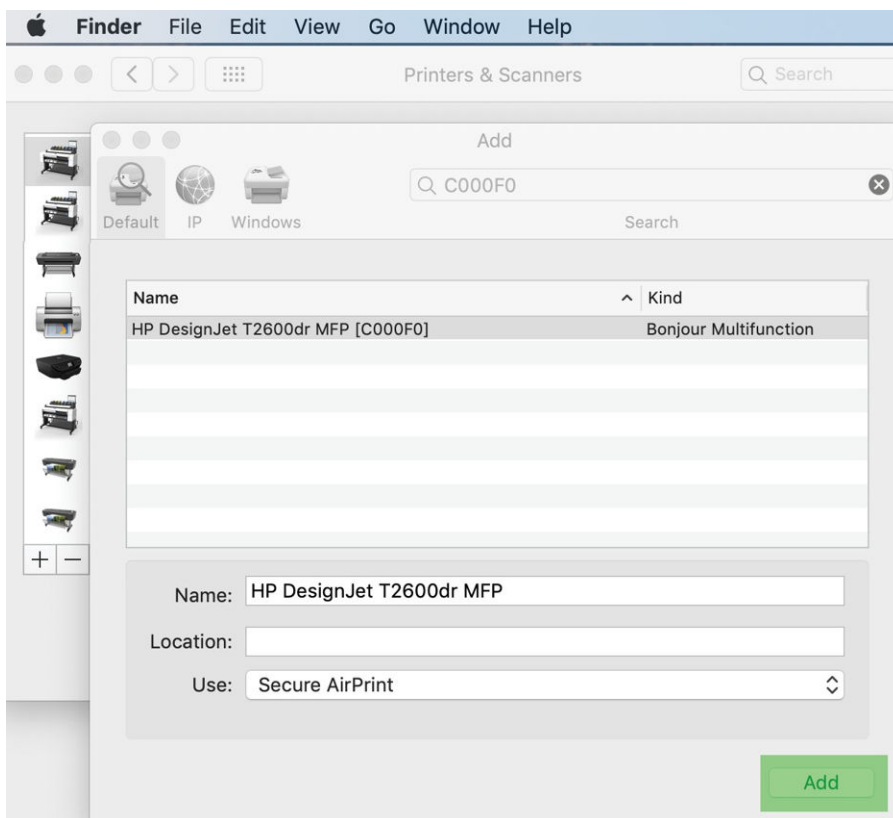 Finder File Edit View Go Window Help
Printers & Scanners
Search
Add
C000F0
Default IP Windows
Search
Name Kind
HP DesignJet T2600dr MFP [C000F0] Bonjour Multifunction
Name: HP DesignJet T2600dr MFP
Location:
Use: Secure AirPrint
Add